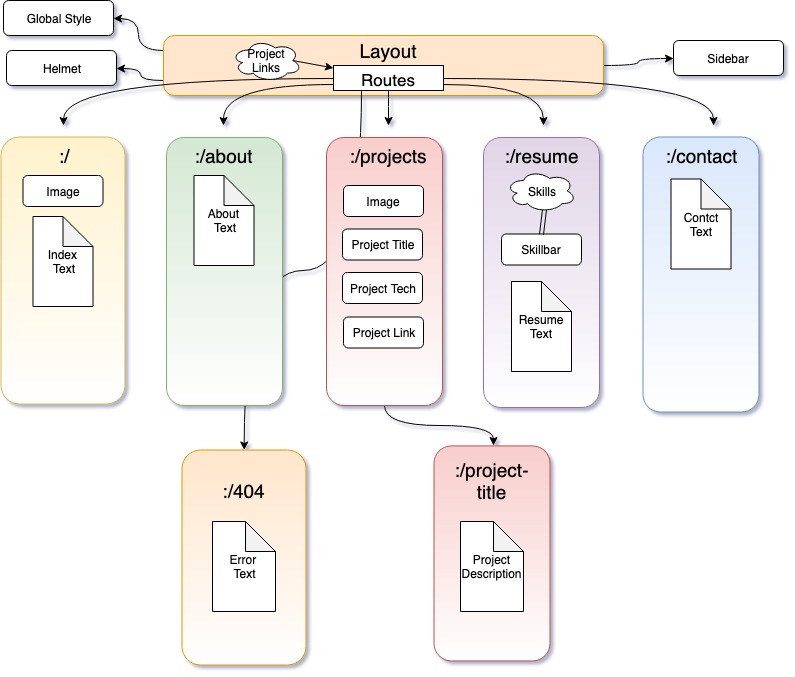 Global Style
Layout
Project
Links
Helmet
Sidebar
Routes
:/
:/about
:/projects
:/resume
:/contact
Image
Index
Text
About
Text
Image
Project Title
Project Tech
Project Link
Skills
Skillbar
Resume
Text
Contct
Text
:/404
Error
Text
:/project-
title
Project
Description